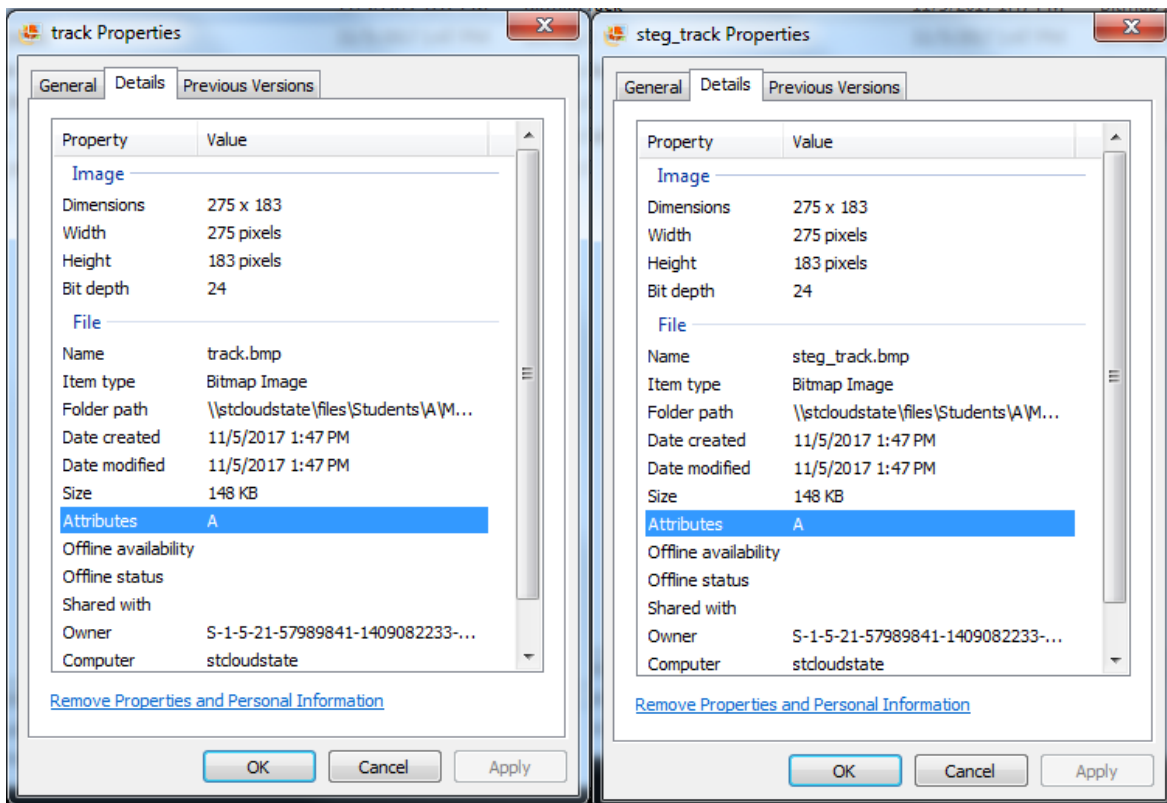 track Properties
General Details Previous Versions
Property Value
Image
Dimensions 275 x 183
Width 275 pixels
Height 183 pixels
Bit depth 24
File
Name track.bmp
Item type Bitmap Image
Folder path \\stcloudstate\files\Students\A\M...
Date created 11/5/2017 1:47 PM
Date modified 11/5/2017 1:47 PM
Size 148 KB
Attributes A
Offline availability
Offline status
Shared with
Owner S-1-5-21-57989841-1409082233-...
Computer stcloudstate
Remove Properties and Personal Information
OK Cancel Apply
steg_track Properties
General Details Previous Versions
Property Value
Image
Dimensions 275 x 183
Width 275 pixels
Height 183 pixels
Bit depth 24
File
Name steg_track.bmp
Item type Bitmap Image
Folder path \\stcloudstate\files\Students\A\M...
Date created 11/5/2017 1:47 PM
Date modified 11/5/2017 1:47 PM
Size 148 KB
Attributes A
Offline availability
Offline status
Shared with
Owner S-1-5-21-57989841-1409082233-...
Computer stcloudstate
Remove Properties and Personal Information
OK Cancel Apply